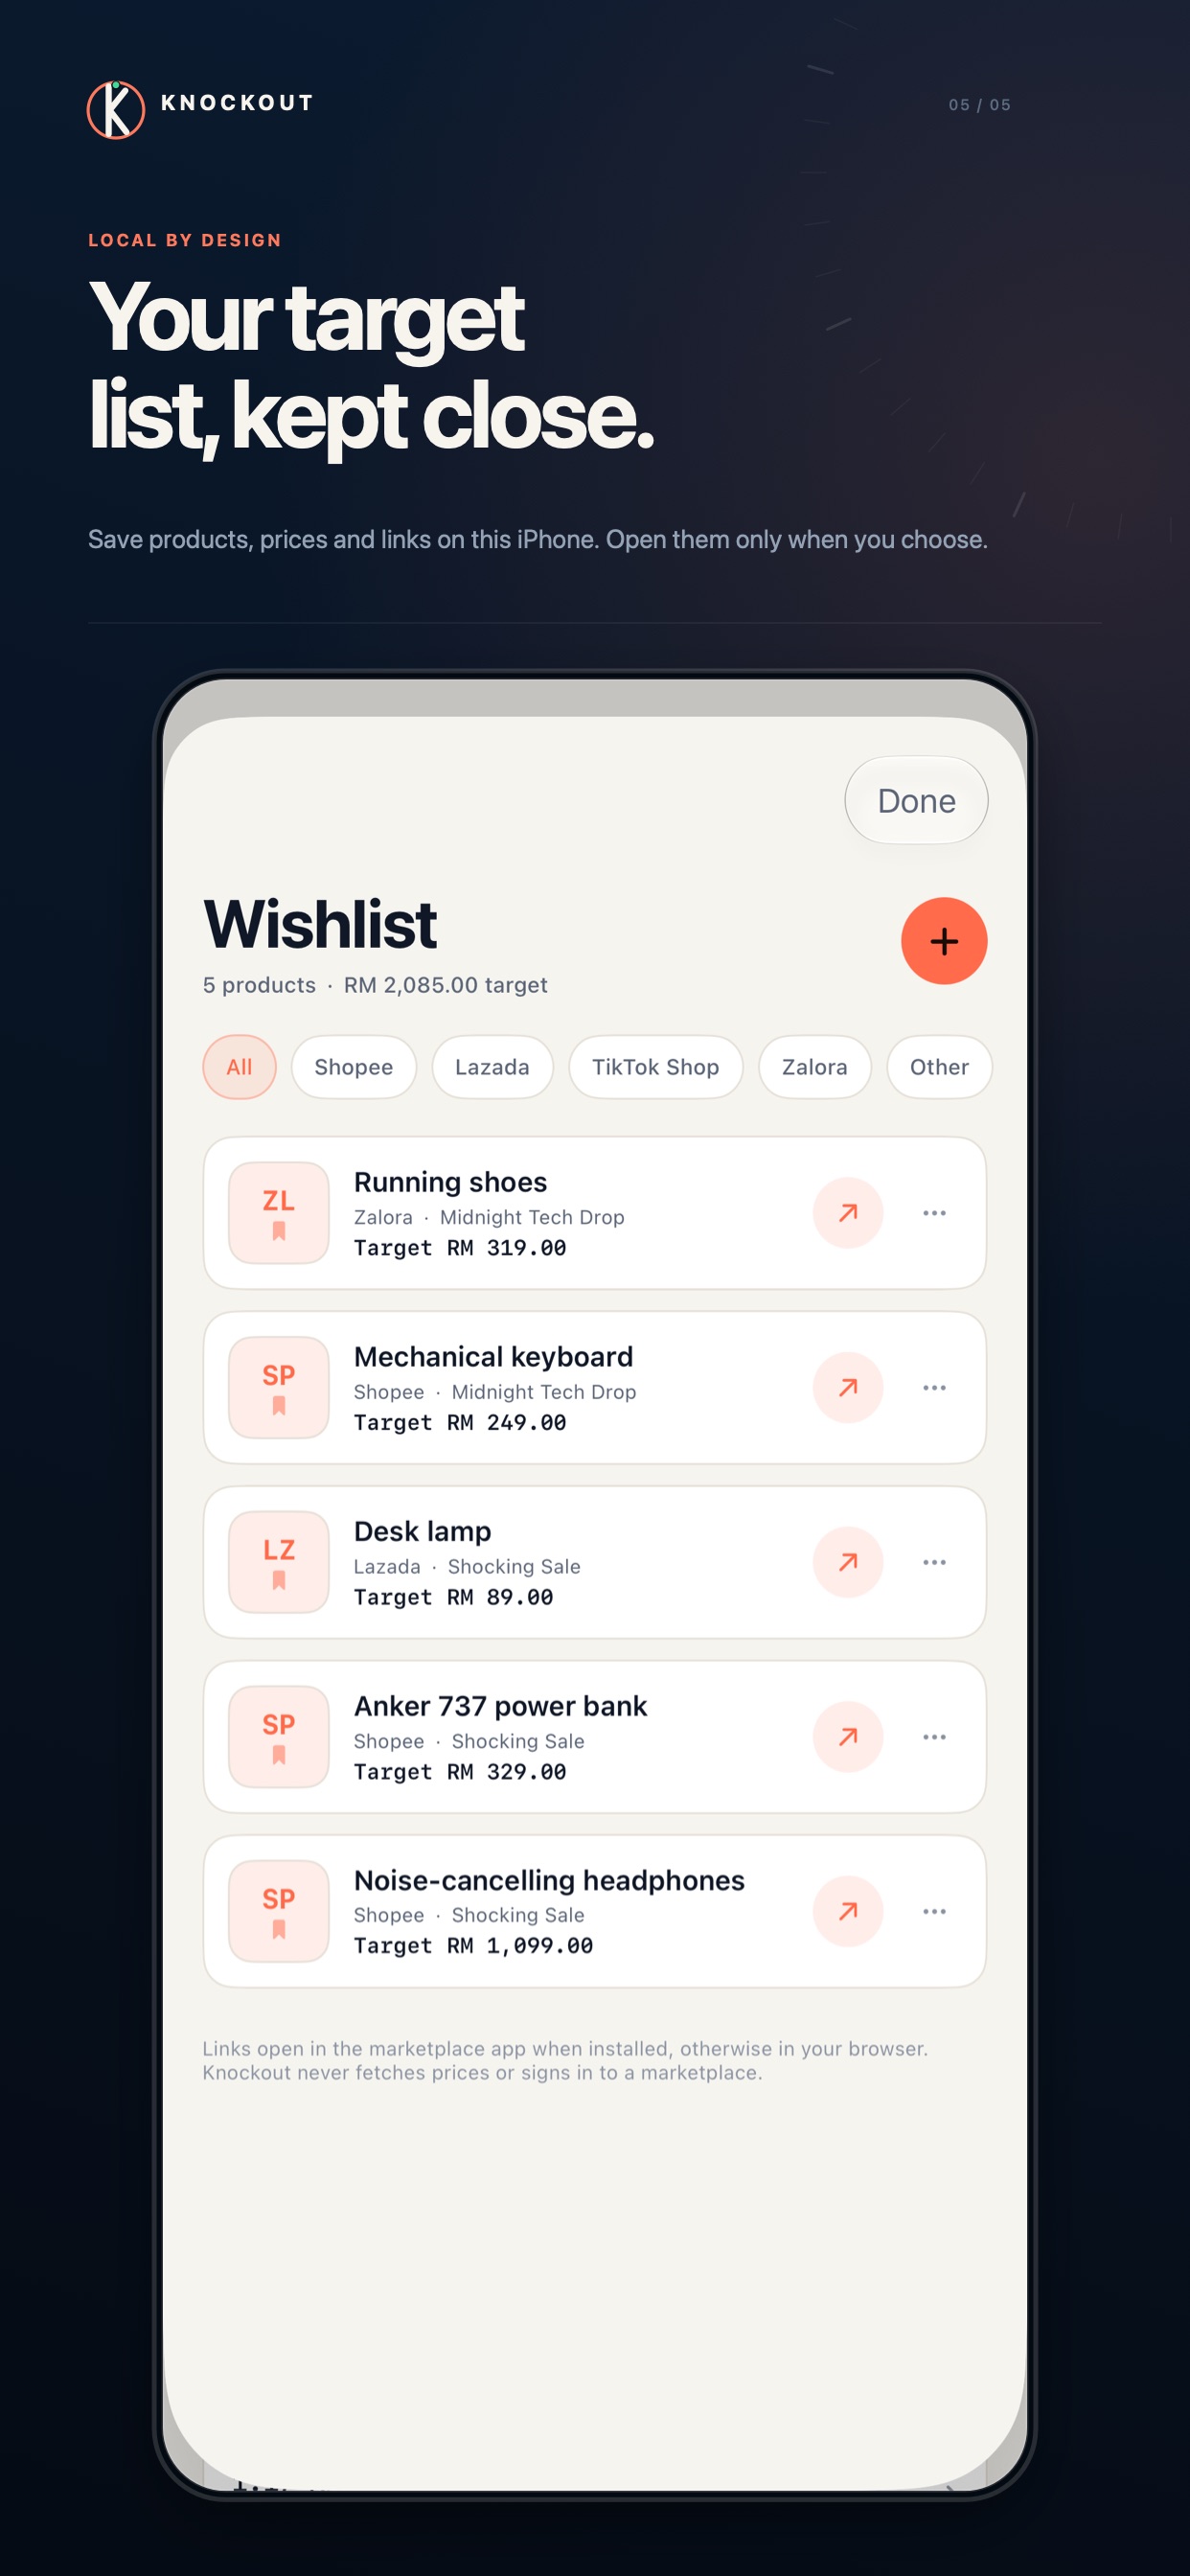 KNOCKOUT
05 / 05
LOCAL BY DESIGN
Your target
list, kept close.
Save products, prices and links on this iPhone. Open them only when you choose.
Done
Wishlist
5 products · RM 2,085.00 target
All Shopee Lazada TikTok Shop Zalora Other
ZL
Running shoes
Zalora · Midnight Tech Drop
Target RM 319.00
SP
Mechanical keyboard
Shopee · Midnight Tech Drop
Target RM 249.00
LZ
Desk lamp
Lazada · Shocking Sale
Target RM 89.00
SP
Anker 737 power bank
Shopee · Shocking Sale
Target RM 329.00
SP
Noise-cancelling headphones
Shopee · Shocking Sale
Target RM 1,099.00
Links open in the marketplace app when installed, otherwise in your browser.
Knockout never fetches prices or signs in to a marketplace.